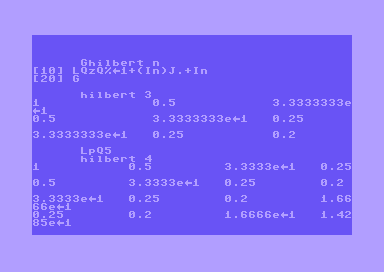 Ghilbert n
[10] LQzQ%←1+(In)J.+In
[20] G
hilbert 3
1 0.5 3.3333333e
←1
0.5 3.3333333e←1 0.25
3.3333333e←1 0.25 0.2
LpQ5
hilbert 4
1 0.5 3.3333e←1 0.25
0.5 3.3333e←1 0.25 0.2
3.3333e←1 0.25 0.2 1.66
66e←1
0.25 0.2 1.6666e←1 1.42
85e←1